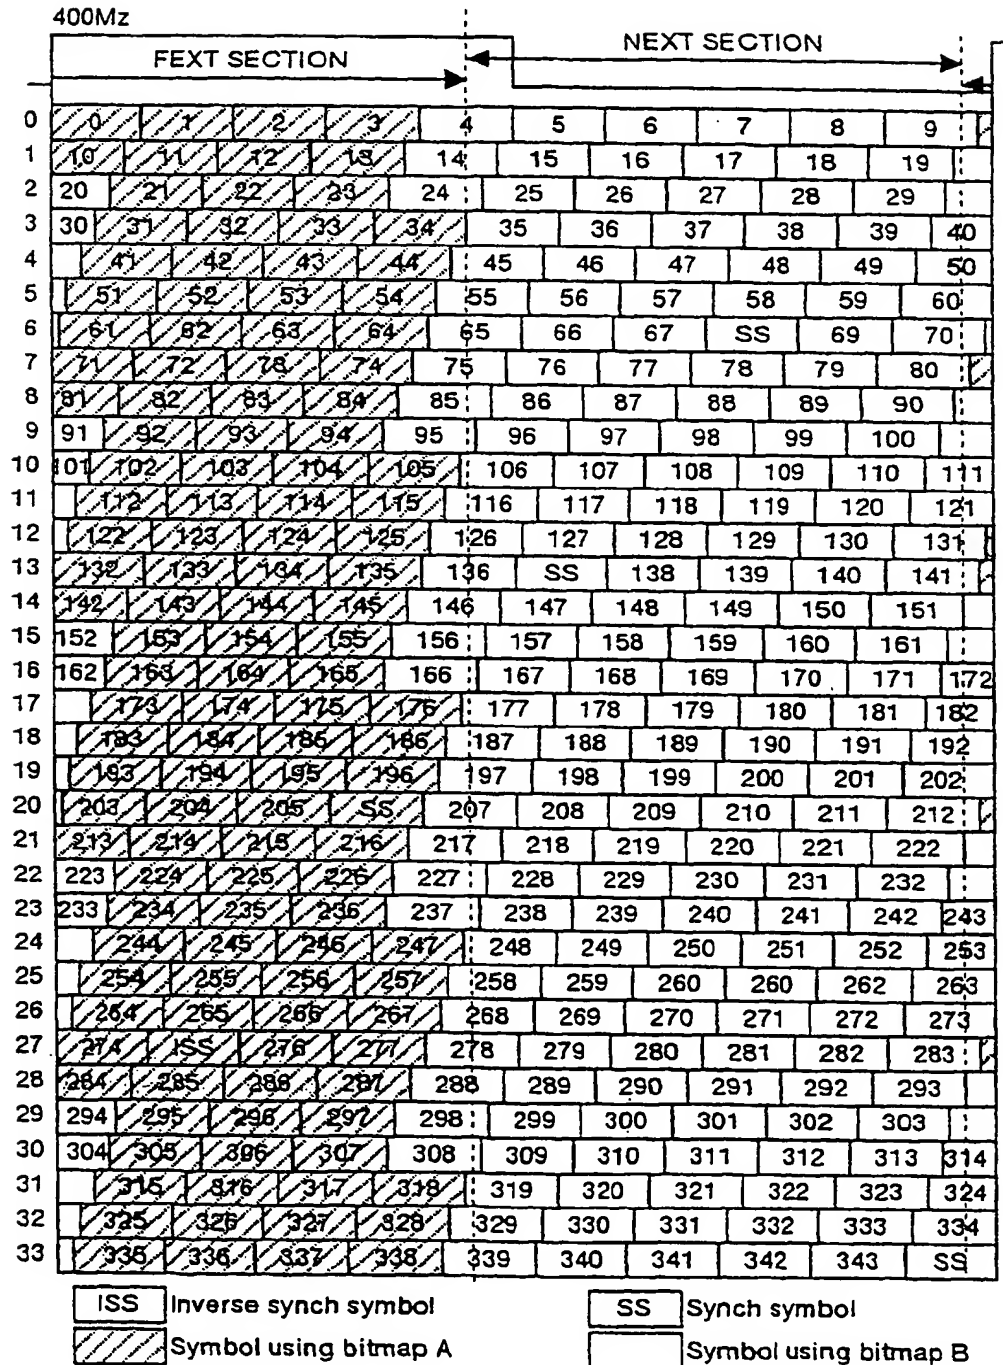 400Mz
FEXT SECTION NEXT SECTION
0 0 1 2 3 4 5 6 7 8 9
1 10 11 12 13 14 15 16 17 18 19
2 20 21 22 23 24 25 26 27 28 29
3 30 31 32 33 34 35 36 37 38 39 40
4 41 42 43 44 45 46 47 48 49 50
5 51 52 53 54 55 56 57 58 59 60
6 61 62 63 64 65 66 67 SS 69 70
7 71 72 73 74 75 76 77 78 79 80
8 81 82 83 84 85 86 87 88 89 90
9 91 92 93 94 95 96 97 98 99 100
10 101 102 103 104 105 106 107 108 109 110 111
11 112 113 114 115 116 117 118 119 120 121
12 122 123 124 125 126 127 128 129 130 131
13 132 133 134 135 136 SS 138 139 140 141
14 142 143 144 145 146 147 148 149 150 151
15 152 153 154 155 156 157 158 159 160 161
16 162 163 164 165 166 167 168 169 170 171 172
17 173 174 175 176 177 178 179 180 181 182
18 183 184 185 186 187 188 189 190 191 192
19 193 194 195 196 197 198 199 200 201 202
20 203 204 205 SS 207 208 209 210 211 212
21 213 214 215 216 217 218 219 220 221 222
22 223 224 225 226 227 228 229 230 231 232
23 233 234 235 236 237 238 239 240 241 242 243
24 244 245 246 247 248 249 250 251 252 253
25 254 255 256 257 258 259 260 260 262 263
26 264 265 266 267 268 269 270 271 272 273
27 274 ISS 276 277 278 279 280 281 282 283
28 284 285 286 287 288 289 290 291 292 293
29 294 295 296 297 298 299 300 301 302 303
30 304 305 306 307 308 309 310 311 312 313 314
31 315 316 317 318 319 320 321 322 323 324
32 325 326 327 328 329 330 331 332 333 334
33 335 336 337 338 339 340 341 342 343 SS
ISS Inverse synch symbol SS Synch symbol
Symbol using bitmap A Symbol using bitmap B